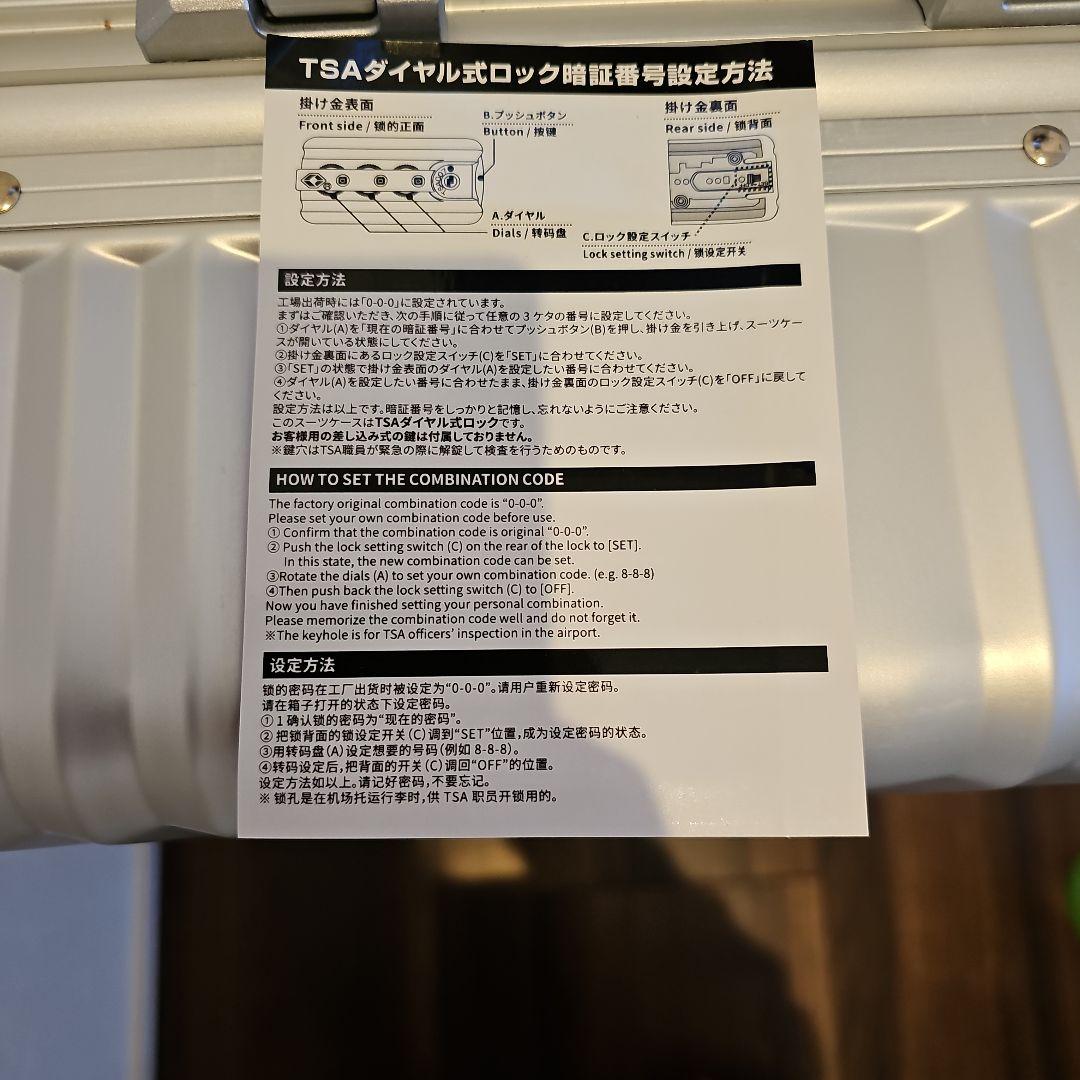 TSAダイヤル式ロック暗証番号設定方法
掛け金表面
Front side / 锁的正面
B.プッシュボタン
Button / 按键
掛け金裏面
Rear side / 锁背面
A.ダイヤル
Dials / 转码盘
C.ロック設定スイッチ
Lock setting switch / 锁设定开关
設定方法
工場出荷時には「0-0-0」に設定されています。
まずはご確認いただき、次の手順に従って任意の3ケタの番号に設定してください。
①ダイヤル(A)を「現在の暗証番号」に合わせてプッシュボタン(B)を押し、掛け金を引き上げ、スーツケー
スが開いている状態にしてください。
②掛け金裏面にあるロック設定スイッチ(C)を「SET」に合わせてください。
③「SET」の状態で掛け金表面のダイヤル(A)を設定したい番号に合わせてください。
④ダイヤル(A)を設定したい番号に合わせたまま、掛け金裏面のロック設定スイッチ(C)を「OFF」に戻して
ください。
設定方法は以上です。暗証番号をしっかりと記憶し、忘れないようにご注意ください。
このスーツケースはTSAダイヤル式ロックです。
お客様用の差し込み式の鍵は付属しておりません。
※鍵穴はTSA職員が緊急の際に解錠して検査を行うためのものです。
HOW TO SET THE COMBINATION CODE
The factory original combination code is “0-0-0”.
Please set your own combination code before use.
① Confirm that the combination code is original “0-0-0”.
② Push the lock setting switch (C) on the rear of the lock to [SET].
In this state, the new combination code can be set.
③Rotate the dials (A) to set your own combination code. (e.g. 8-8-8)
④Then push back the lock setting switch (C) to [OFF].
Now you have finished setting your personal combination.
Please memorize the combination code well and do not forget it.
※The keyhole is for TSA officers’ inspection in the airport.
设定方法
锁的密码在工厂出货时被设定为“0-0-0”。请用户重新设定密码。
请在箱子打开的状态下设定密码。
①1确认锁的密码为“现在的密码”。
②把锁背面的锁设定开关(C)调到“SET”位置,成为设定密码的状态。
③用转码盘(A)设定想要的号码(例如 8-8-8)。
④转码设定后,把背面的开关(C)调回“OFF”的位置。
设定方法如以上。请记好密码,不要忘记。
※ 锁孔是在机场托运行李时,供 TSA 职员开锁用的。